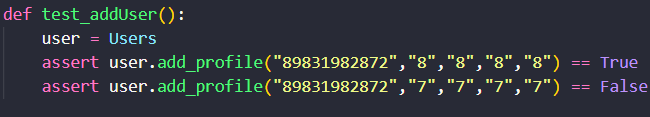 def test_addUser():
    user = Users
    assert user.add_profile("89831982872","8","8","8","8") == True
    assert user.add_profile("89831982872","7","7","7","7") == False